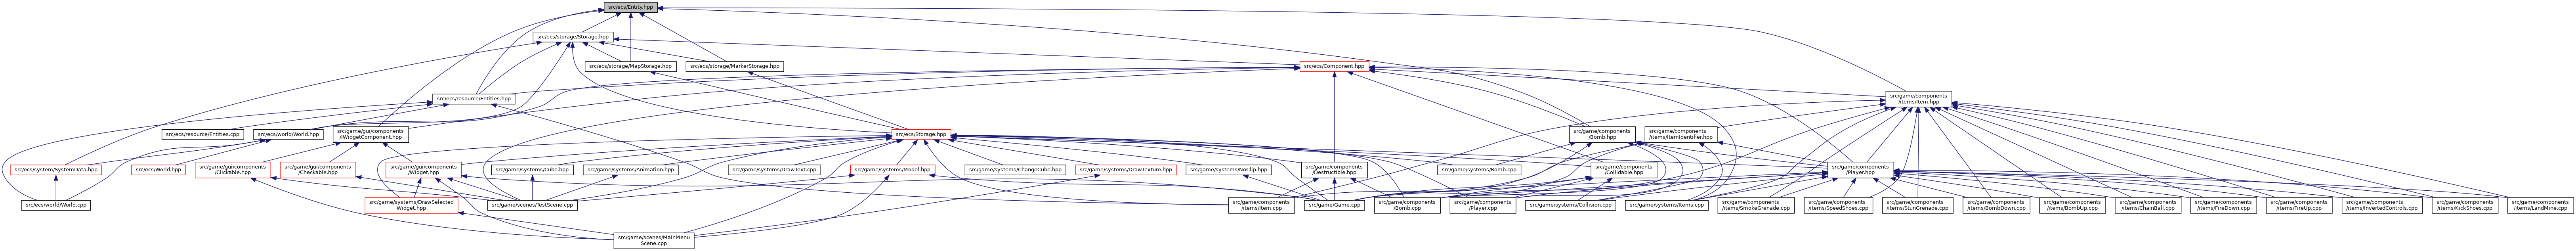 src/ecs/Entity.hpp
src/ecs/storage/Storage.hpp
src/ecs/storage/MapStorage.hpp
src/ecs/storage/MarkerStorage.hpp
src/ecs/Component.hpp
src/ecs/resource/Entities.hpp
src/game/components
/items/Item.hpp
src/ecs/resource/Entities.cpp
src/ecs/world/World.hpp
src/game/gui/components
/IWidgetComponent.hpp
src/ecs/Storage.hpp
src/game/components
/Bomb.hpp
src/game/components
/items/ItemIdentifier.hpp
src/ecs/system/SystemData.hpp
src/ecs/World.hpp
src/game/gui/components
/Clickable.hpp
src/game/gui/components
/Checkable.hpp
src/game/gui/components
/Widget.hpp
src/game/systems/Cube.hpp
src/game/systems/Animation.hpp
src/game/systems/DrawText.hpp
src/game/systems/Model.hpp
src/game/systems/ChangeCube.hpp
src/game/systems/DrawTexture.hpp
src/game/systems/NoClip.hpp
src/game/components
/Destructible.hpp
src/game/systems/Bomb.cpp
src/game/components
/Collidable.hpp
src/game/components
/Player.hpp
src/ecs/world/World.cpp
src/game/systems/DrawSelected
Widget.hpp
src/game/scenes/TestScene.cpp
src/game/components
/items/Item.cpp
src/game/Game.cpp
src/game/components
/Bomb.cpp
src/game/components
/Player.cpp
src/game/systems/Collision.cpp
src/game/systems/Items.cpp
src/game/components
/items/SmokeGrenade.cpp
src/game/components
/items/SpeedShoes.cpp
src/game/components
/items/StunGrenade.cpp
src/game/components
/items/BombDown.cpp
src/game/components
/items/BombUp.cpp
src/game/components
/items/ChainBall.cpp
src/game/components
/items/FireDown.cpp
src/game/components
/items/FireUp.cpp
src/game/components
/items/InvertedControls.cpp
src/game/components
/items/KickShoes.cpp
src/game/components
/items/LandMine.cpp
src/game/scenes/MainMenu
Scene.cpp